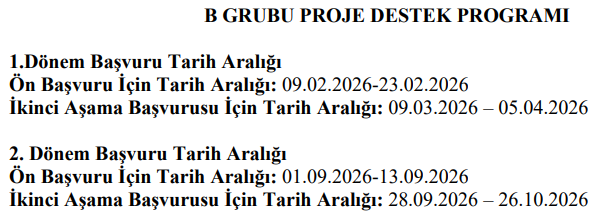 B GRUBU PROJE DESTEK PROGRAMI
1.Dönem Başvuru Tarih Aralığı
Ön Başvuru İçin Tarih Aralığı: 09.02.2026-23.02.2026
İkinci Aşama Başvurusu İçin Tarih Aralığı: 09.03.2026 – 05.04.2026
2. Dönem Başvuru Tarih Aralığı
Ön Başvuru İçin Tarih Aralığı: 01.09.2026-13.09.2026
İkinci Aşama Başvurusu İçin Tarih Aralığı: 28.09.2026 – 26.10.2026